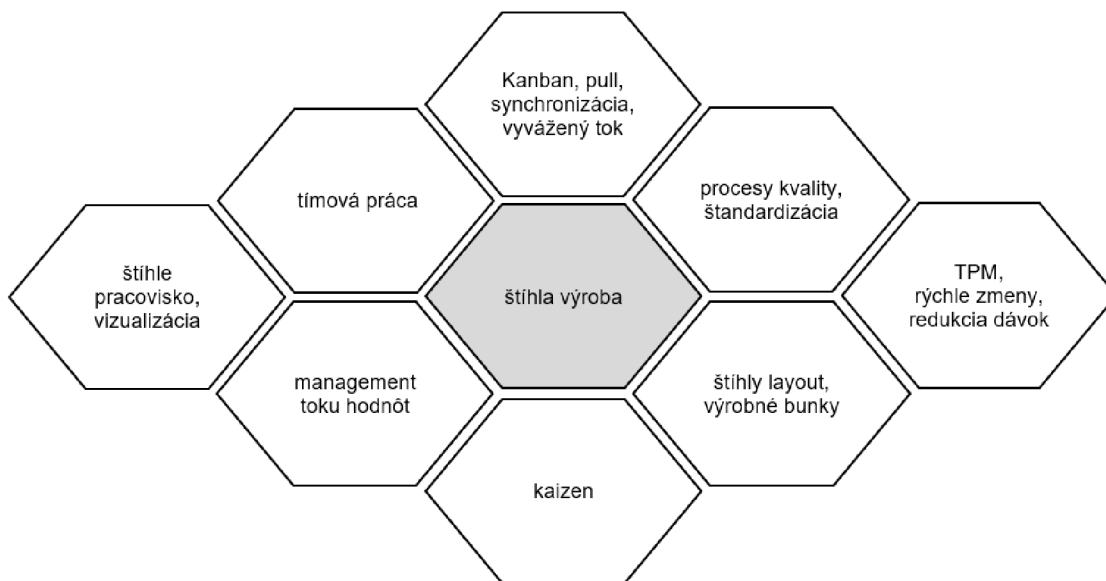 Kanban, pull,
synchronizácia,
vyvážený tok
tímová práca
procesy kvality,
štandardizácia
štíhle
pracovisko,
vizualizácia
štíhla výroba
TPM,
rýchle zmeny,
redukcia dávok
management
toku hodnôt
štíhly layout,
výrobné bunky
kaizen